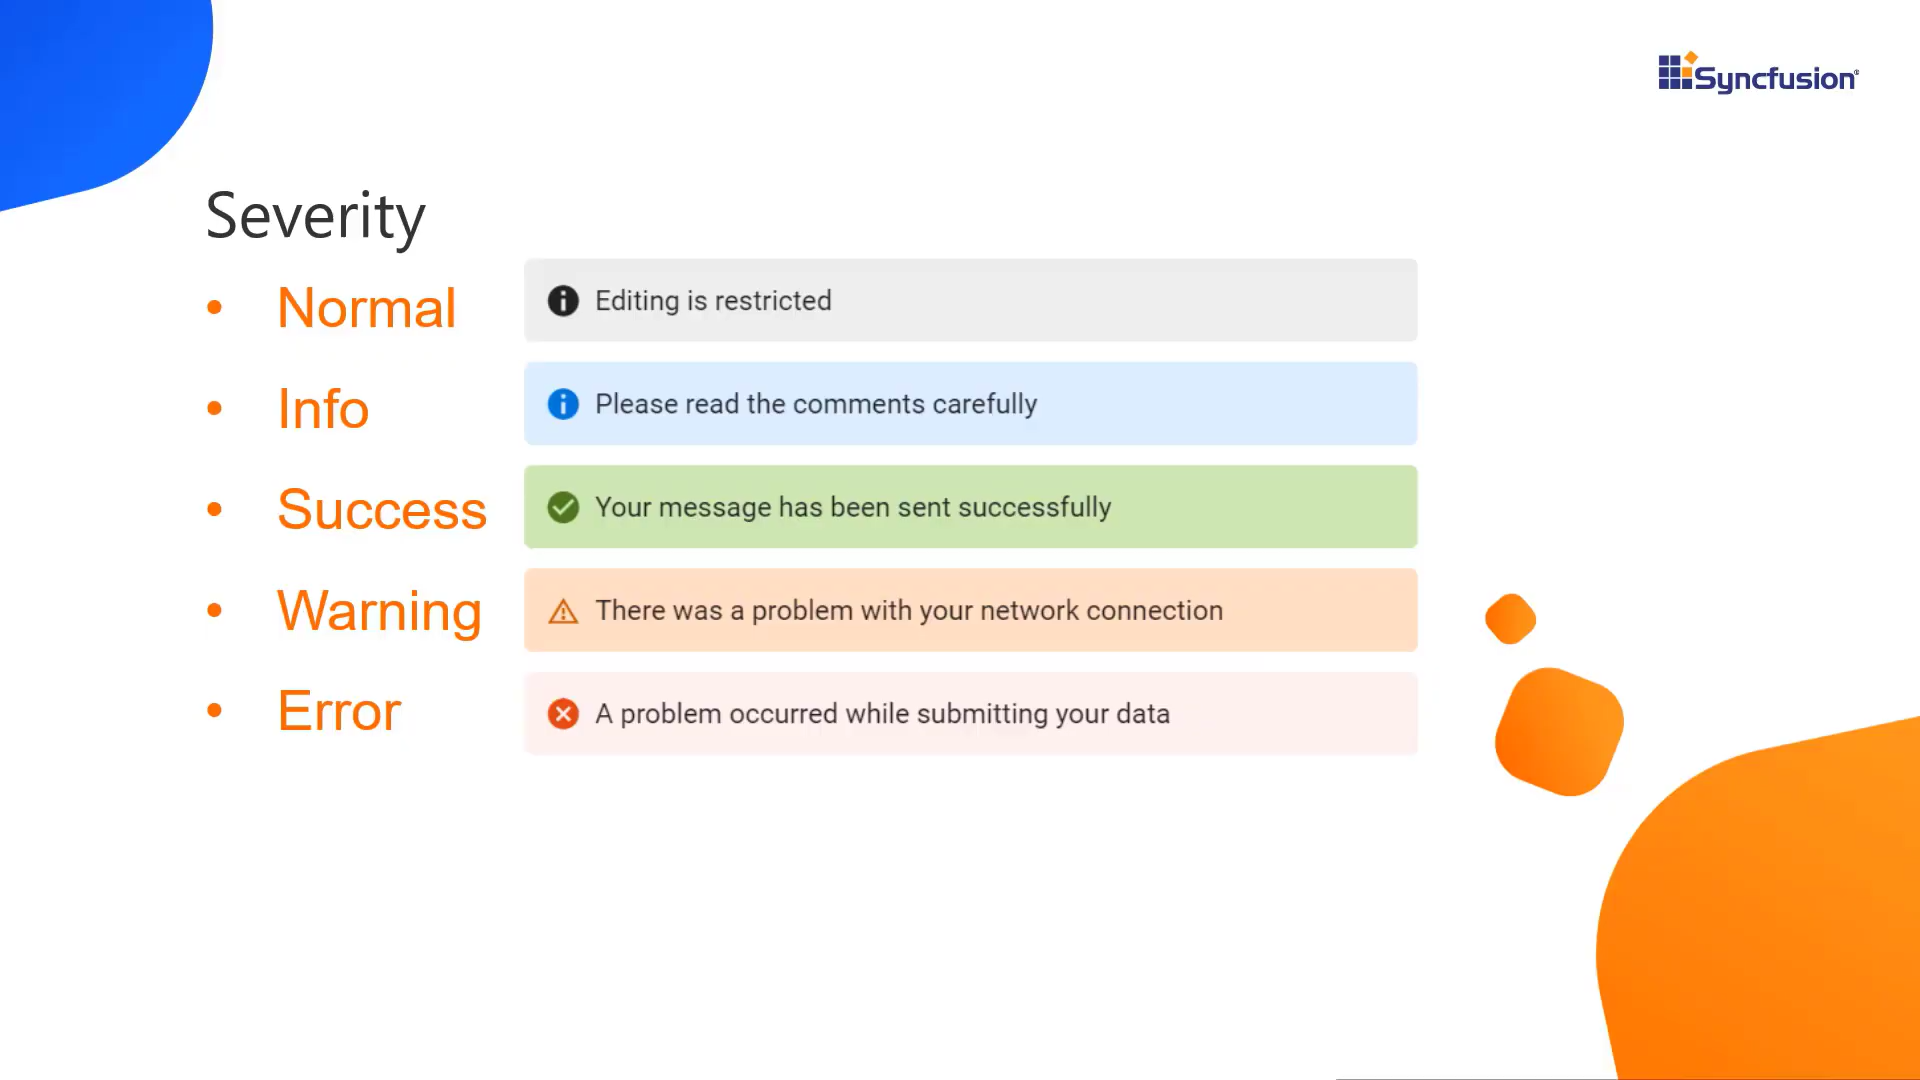 Syncfusion®
Severity
• Normal
Editing is restricted
• Info
Please read the comments carefully
• Success
Your message has been sent successfully
• Warning
There was a problem with your network connection
• Error
A problem occurred while submitting your data